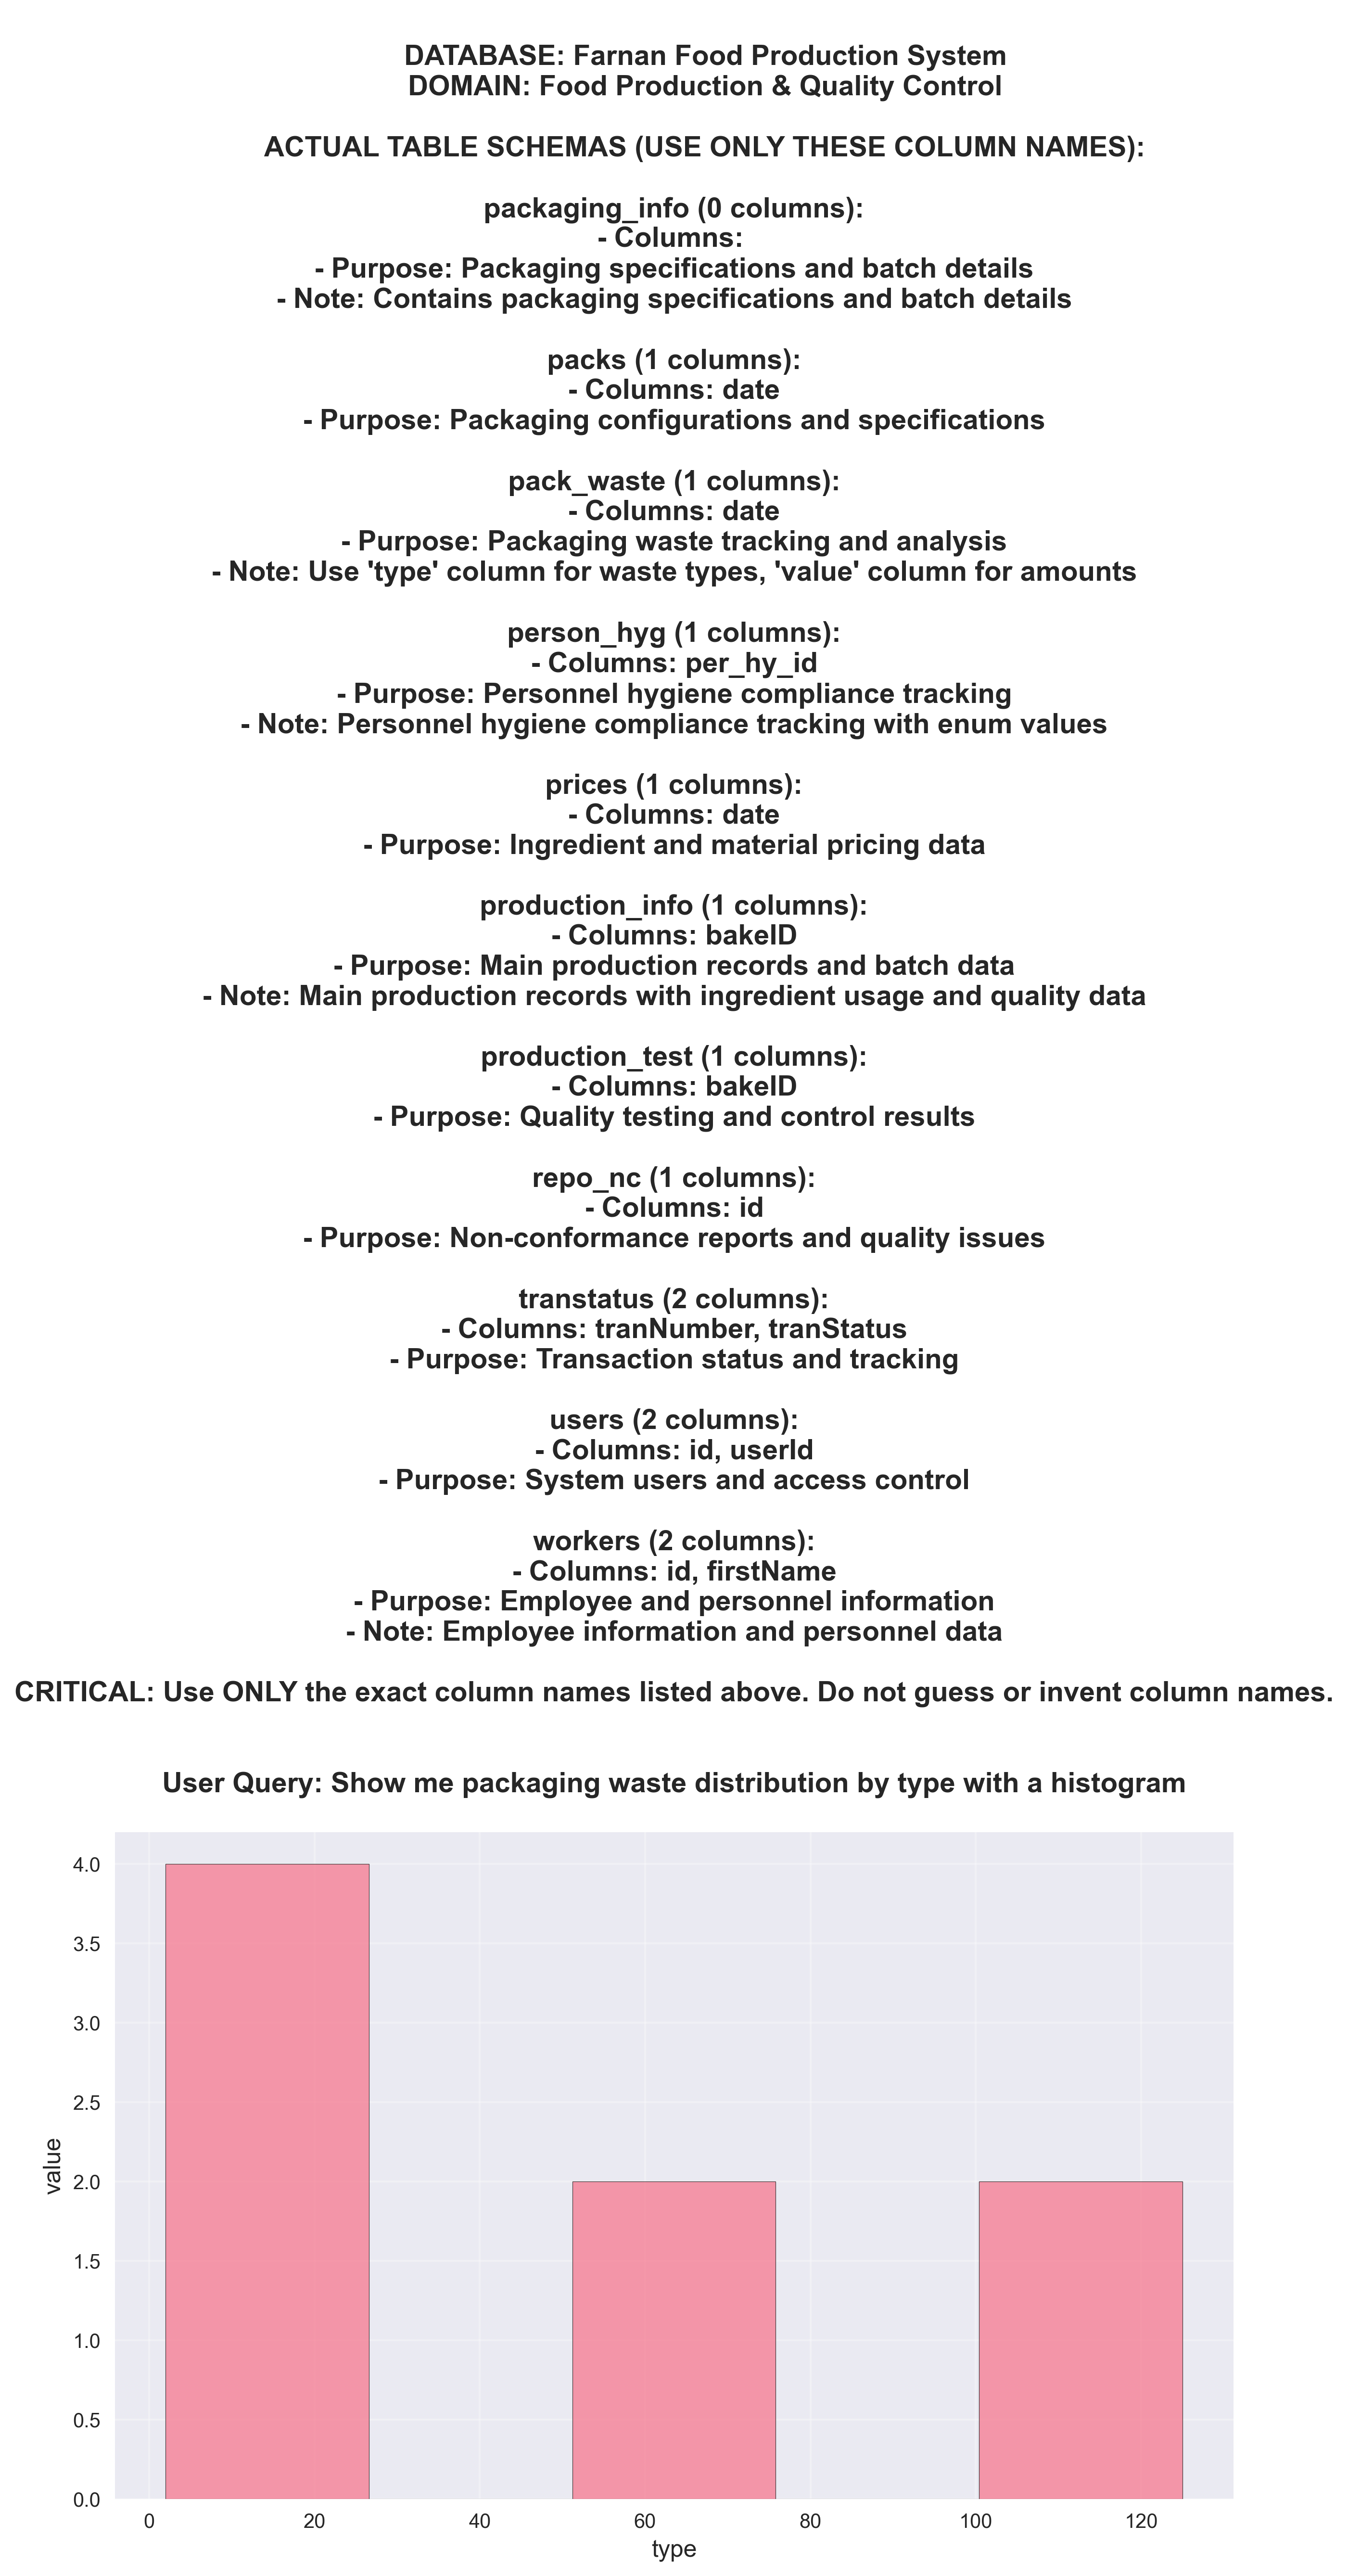 DATABASE: Farnan Food Production System
DOMAIN: Food Production & Quality Control
ACTUAL TABLE SCHEMAS (USE ONLY THESE COLUMN NAMES):
packaging_info (0 columns):
- Columns:
- Purpose: Packaging specifications and batch details
- Note: Contains packaging specifications and batch details
packs (1 columns):
- Columns: date
- Purpose: Packaging configurations and specifications
pack_waste (1 columns):
- Columns: date
- Purpose: Packaging waste tracking and analysis
- Note: Use 'type' column for waste types, 'value' column for amounts
person_hyg (1 columns):
- Columns: per_hy_id
- Purpose: Personnel hygiene compliance tracking
- Note: Personnel hygiene compliance tracking with enum values
prices (1 columns):
- Columns: date
- Purpose: Ingredient and material pricing data
production_info (1 columns):
- Columns: bakeID
- Purpose: Main production records and batch data
- Note: Main production records with ingredient usage and quality data
production_test (1 columns):
- Columns: bakeID
- Purpose: Quality testing and control results
repo_nc (1 columns):
- Columns: id
- Purpose: Non-conformance reports and quality issues
transtatus (2 columns):
- Columns: tranNumber, tranStatus
- Purpose: Transaction status and tracking
users (2 columns):
- Columns: id, userId
- Purpose: System users and access control
workers (2 columns):
- Columns: id, firstName
- Purpose: Employee and personnel information
- Note: Employee information and personnel data
CRITICAL: Use ONLY the exact column names listed above. Do not guess or invent column names.
User Query: Show me packaging waste distribution by type with a histogram
4.0
3.5
3.0
2.5
2.0
1.5
1.0
0.5
0.0
value
0 20 40 60 80 100 120
type